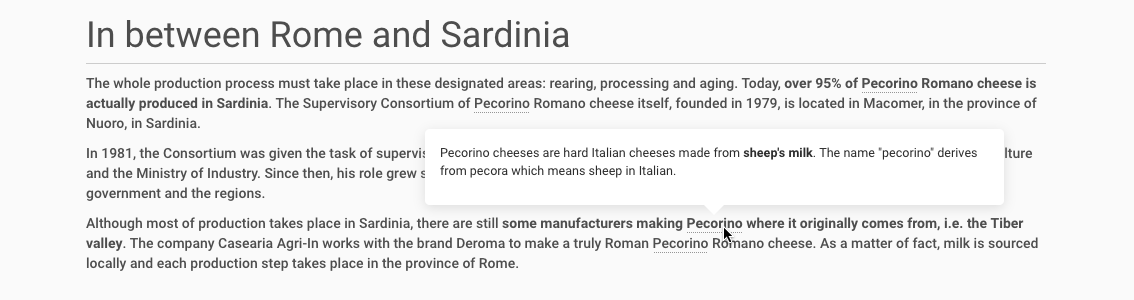 In between Rome and Sardinia
The whole production process must take place in these designated areas: rearing, processing and aging. Today, over 95% of Pecorino Romano cheese is
actually produced in Sardinia. The Supervisory Consortium of Pecorino Romano cheese itself, founded in 1979, is located in Macomer, in the province of
Nuoro, in Sardinia.
In 1981, the Consortium was given the task of
and the Ministry of Industry. Since then, his role grew
government and the regions.
Pecorino cheeses are hard Italian cheeses made from sheep's milk. The name "pecorino" derives
from pecora which means sheep in Italian.
Although most of production takes place in Sardinia, there are still some manufacturers making Pecorino where it originally comes from, i.e. the Tiber
valley. The company Casearia Agri-In works with the brand Deroma to make a truly Roman Pecorino Romano cheese. As a matter of fact, milk is sourced
locally and each production step takes place in the province of Rome.